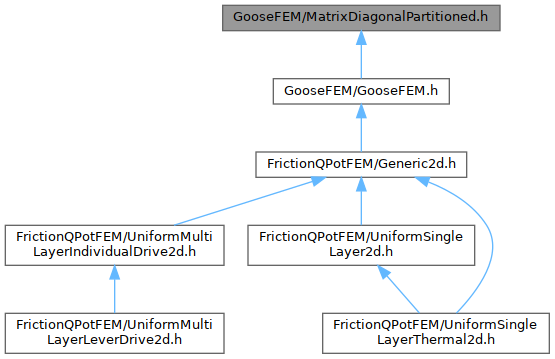 GooseFEM/MatrixDiagonalPartitioned.h
GooseFEM/GooseFEM.h
FrictionQPotFEM/Generic2d.h
FrictionQPotFEM/UniformMulti
LayerIndividualDrive2d.h
FrictionQPotFEM/UniformSingle
Layer2d.h
FrictionQPotFEM/UniformMulti
LayerLeverDrive2d.h
FrictionQPotFEM/UniformSingle
LayerThermal2d.h